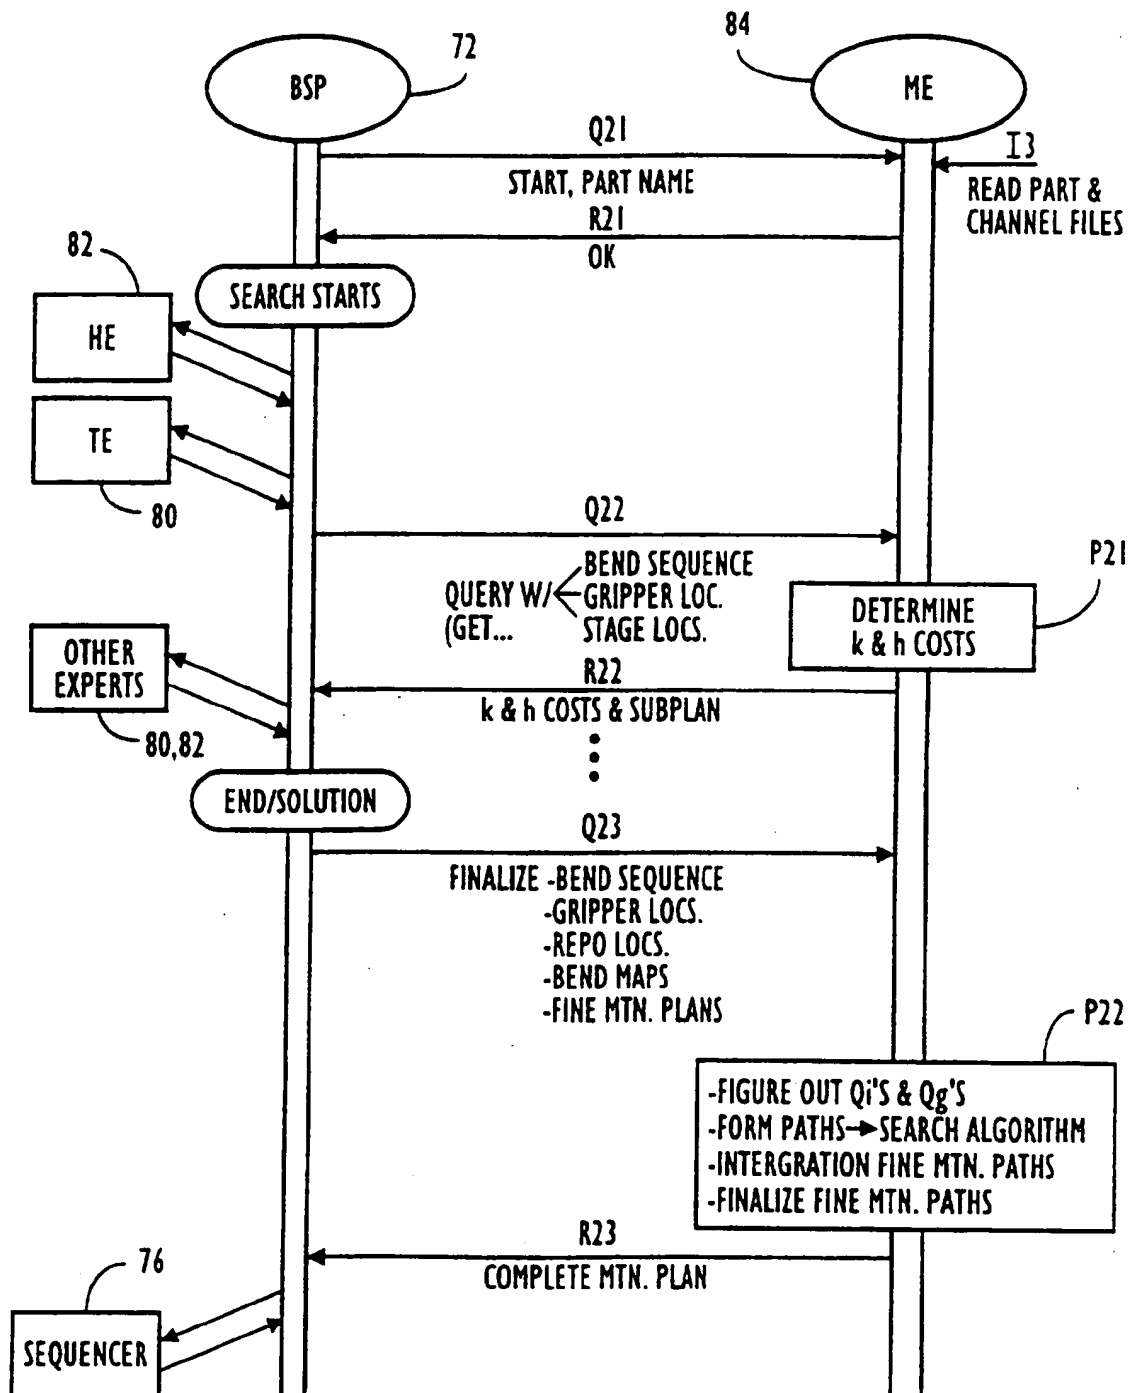 72
84
BSP
ME
Q21
I3
START, PART NAME
READ PART &
CHANNEL FILES
R21
OK
82
SEARCH STARTS
HE
TE
80
Q22
P21
QUERY W/
(GET...
BEND SEQUENCE
GRIPPER LOC.
STAGE LOCS.
DETERMINE
k & h COSTS
OTHER
EXPERTS
R22
k & h COSTS & SUBPLAN
80,82
END/SOLUTION
Q23
FINALIZE -BEND SEQUENCE
-GRIPPER LOCS.
-REPO LOCS.
-BEND MAPS
-FINE MTN. PLANS
P22
-FIGURE OUT Qi'S & Qg'S
-FORM PATHS→SEARCH ALGORITHM
-INTERGRATION FINE MTN. PATHS
-FINALIZE FINE MTN. PATHS
R23
COMPLETE MTN. PLAN
76
SEQUENCER